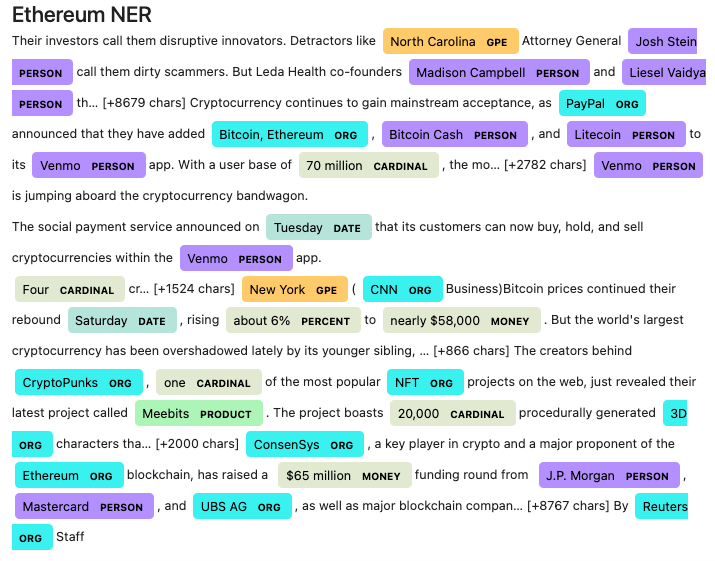 Ethereum NER
Their investors call them disruptive innovators. Detractors like North Carolina GPE Attorney General Josh Stein
PERSON call them dirty scammers. But Leda Health co-founders Madison Campbell PERSON and Liesel Vaidya
PERSON th... [+8679 chars] Cryptocurrency continues to gain mainstream acceptance, as PayPal ORG
announced that they have added Bitcoin, Ethereum ORG , Bitcoin Cash PERSON , and Litecoin PERSON to
its Venmo PERSON app. With a user base of 70 million CARDINAL , the mo... [+2782 chars] Venmo PERSON
is jumping aboard the cryptocurrency bandwagon.
The social payment service announced on Tuesday DATE that its customers can now buy, hold, and sell
cryptocurrencies within the Venmo PERSON app.
Four CARDINAL cr... [+1524 chars] New York GPE ( CNN ORG Business)Bitcoin prices continued their
rebound Saturday DATE , rising about 6% PERCENT to nearly $58,000 MONEY . But the world's largest
cryptocurrency has been overshadowed lately by its younger sibling, ... [+866 chars] The creators behind
CryptoPunks ORG , one CARDINAL of the most popular NFT ORG projects on the web, just revealed their
latest project called Meebits PRODUCT . The project boasts 20,000 CARDINAL procedurally generated 3D
ORG characters tha... [+2000 chars] ConsenSys ORG , a key player in crypto and a major proponent of the
Ethereum ORG blockchain, has raised a $65 million MONEY funding round from J.P. Morgan PERSON ,
Mastercard PERSON , and UBS AG ORG , as well as major blockchain compan... [+8767 chars] By Reuters
ORG Staff